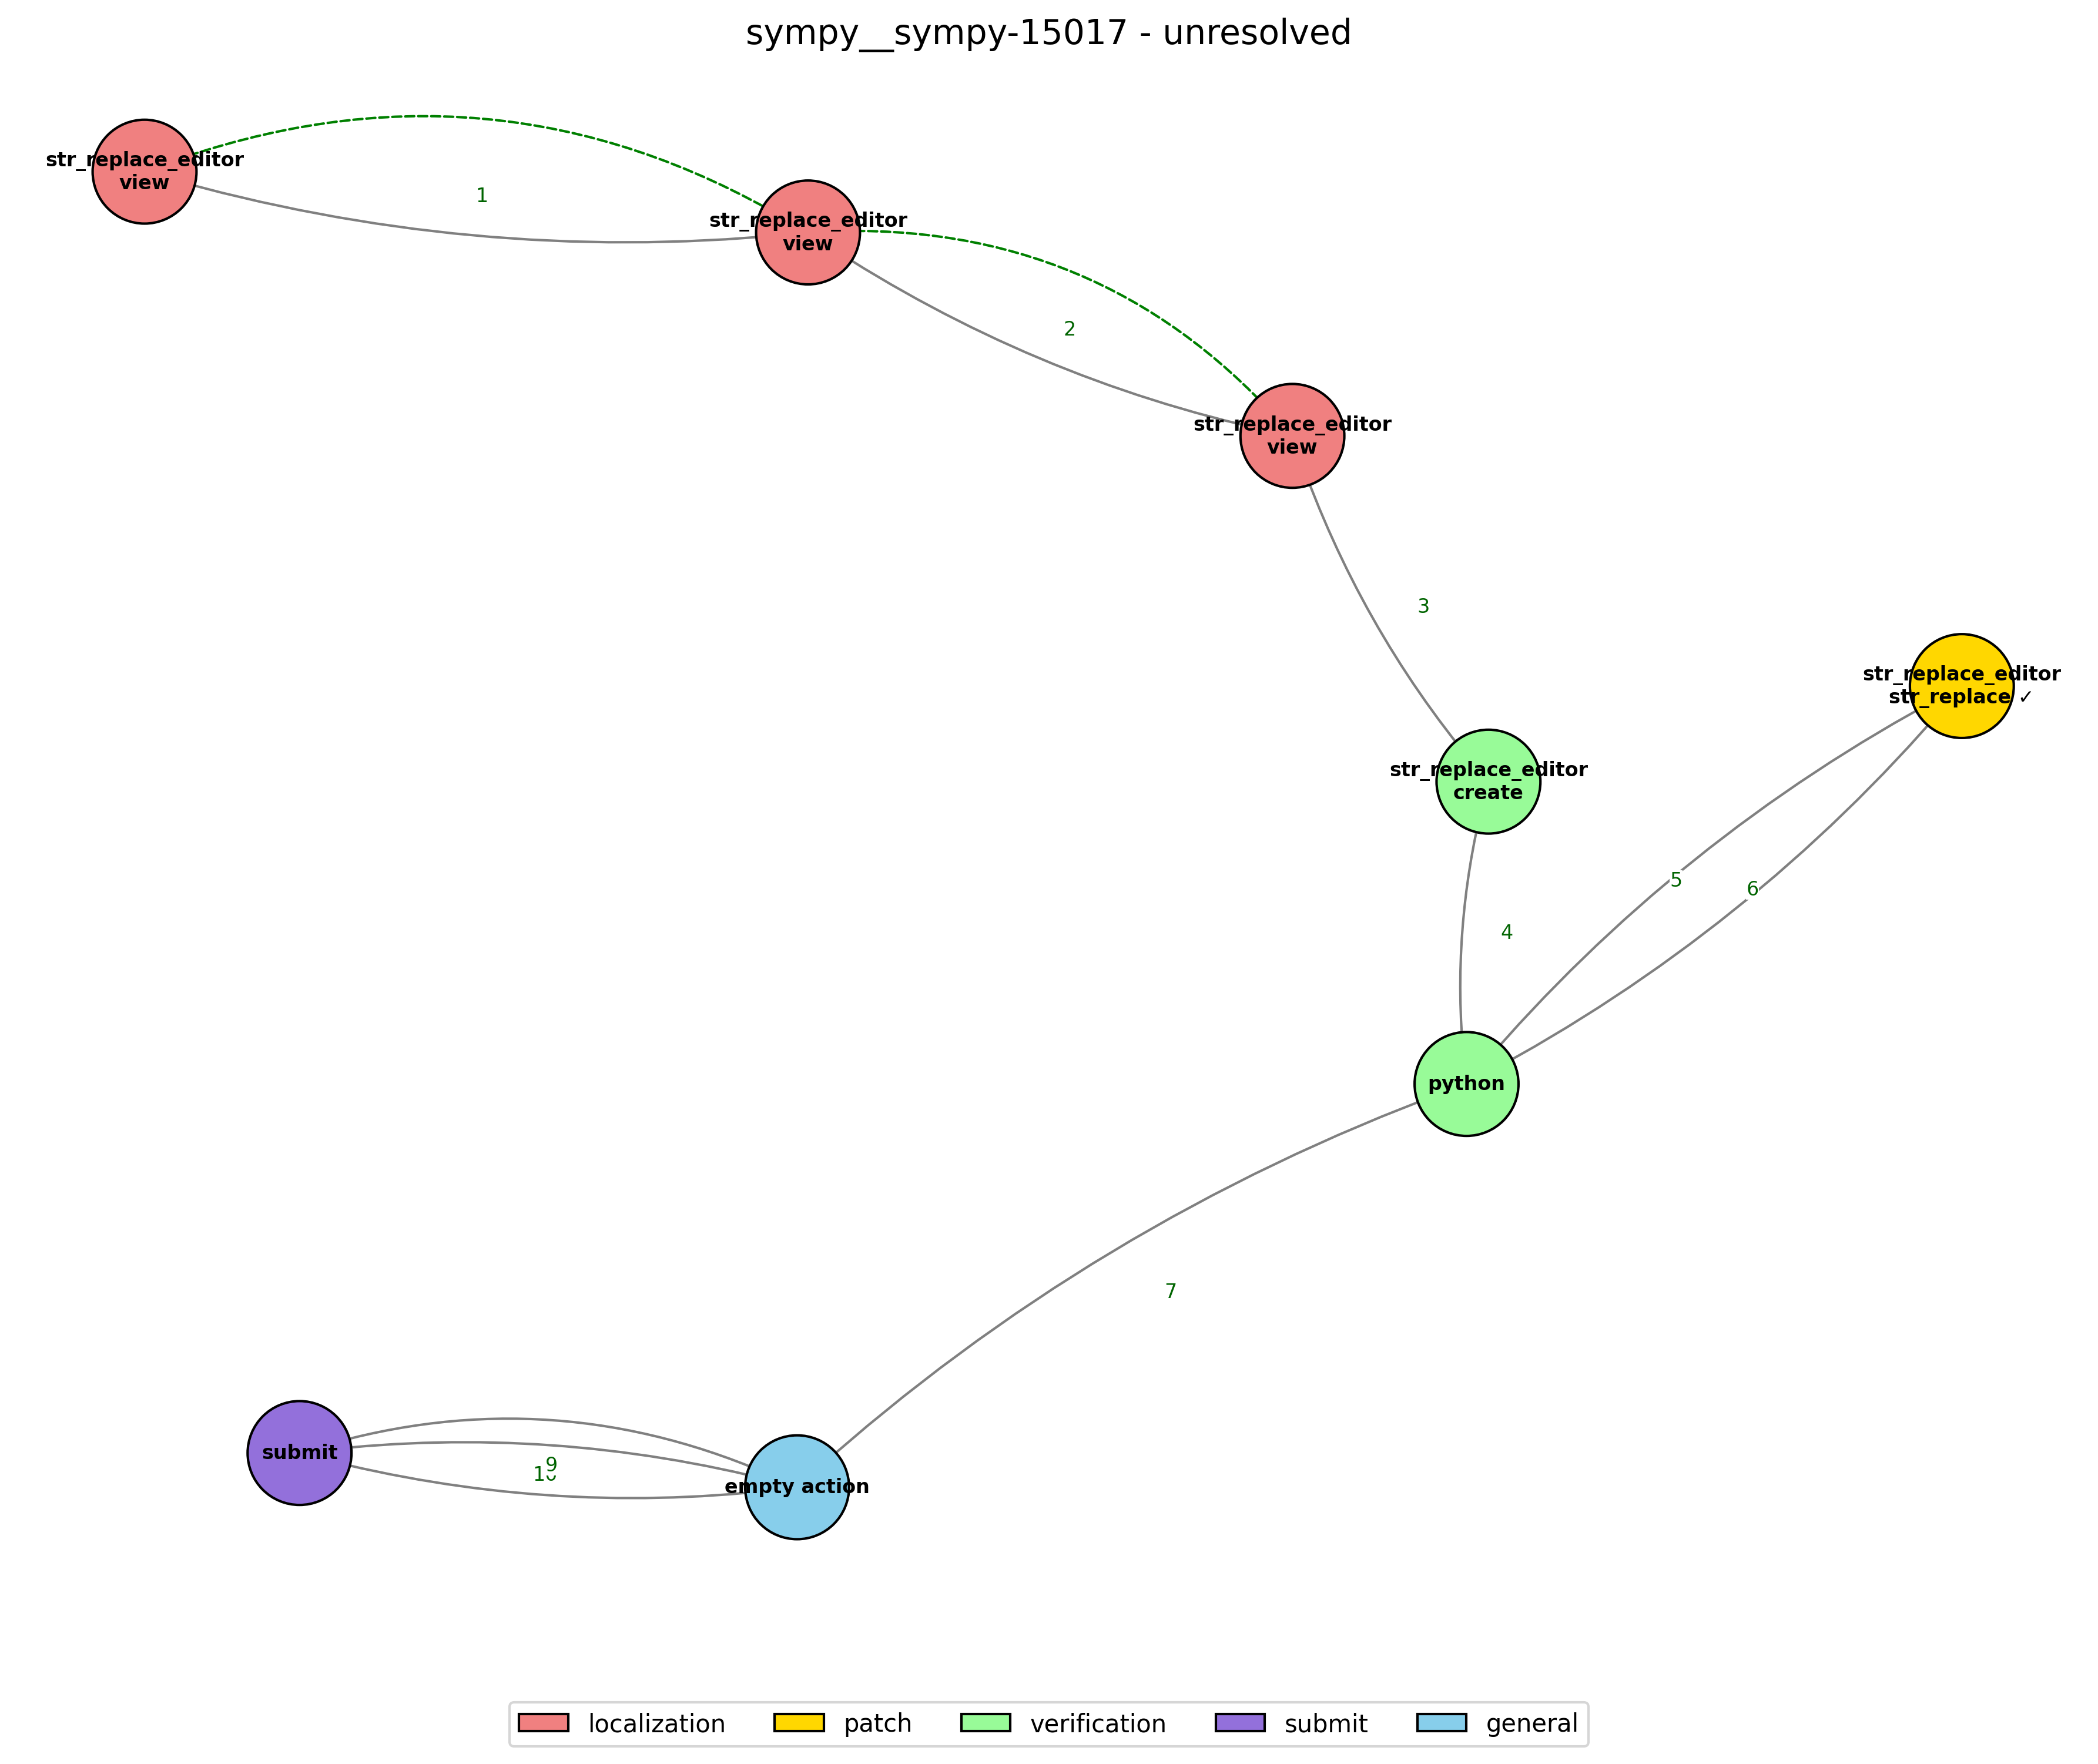 sympy__sympy-15017 - unresolved
str_replace_editor
view
1
str_replace_editor
view
2
str_replace_editor
view
3
str_replace_editor
str_replace ✓
str_replace_editor
create
5
6
4
python
7
submit
9
empty action
localization
patch
verification
submit
general